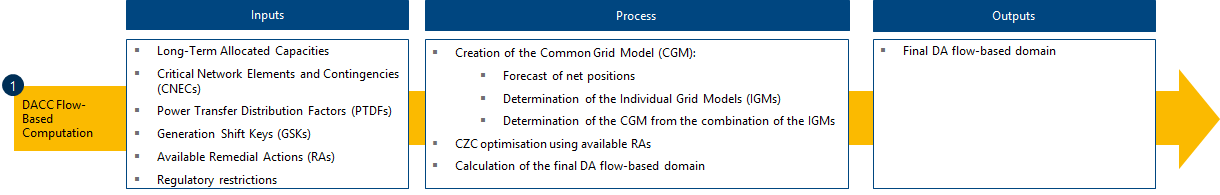 Inputs
Process
Outputs
1
DACC Flow-
Based
Computation
▪ Long-Term Allocated Capacities
▪ Critical Network Elements and Contingencies
(CNECs)
▪ Power Transfer Distribution Factors (PTDFs)
▪ Generation Shift Keys (GSKs)
▪ Available Remedial Actions (RAs)
▪ Regulatory restrictions
▪ Creation of the Common Grid Model (CGM):
▪ Forecast of net positions
▪ Determination of the Individual Grid Models (IGMs)
▪ Determination of the CGM from the combination of the IGMs
▪ CZC optimisation using available RAs
▪ Calculation of the final DA flow-based domain
▪ Final DA flow-based domain